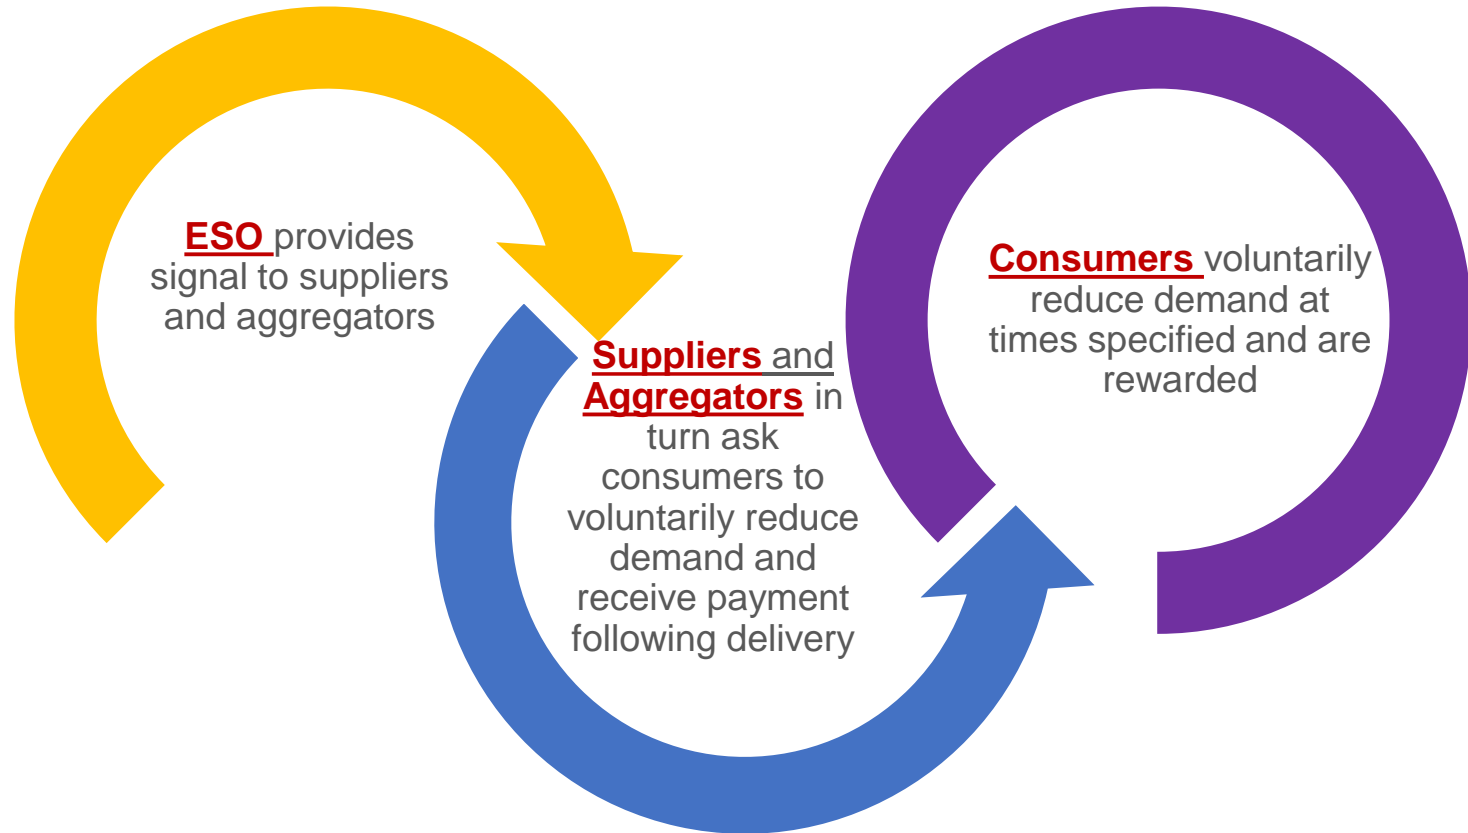 ESO provides
signal to suppliers
and aggregators
Suppliers and
Aggregators in
turn ask
consumers to
voluntarily reduce
demand and
receive payment
following delivery
Consumers voluntarily
reduce demand at
times specified and are
rewarded